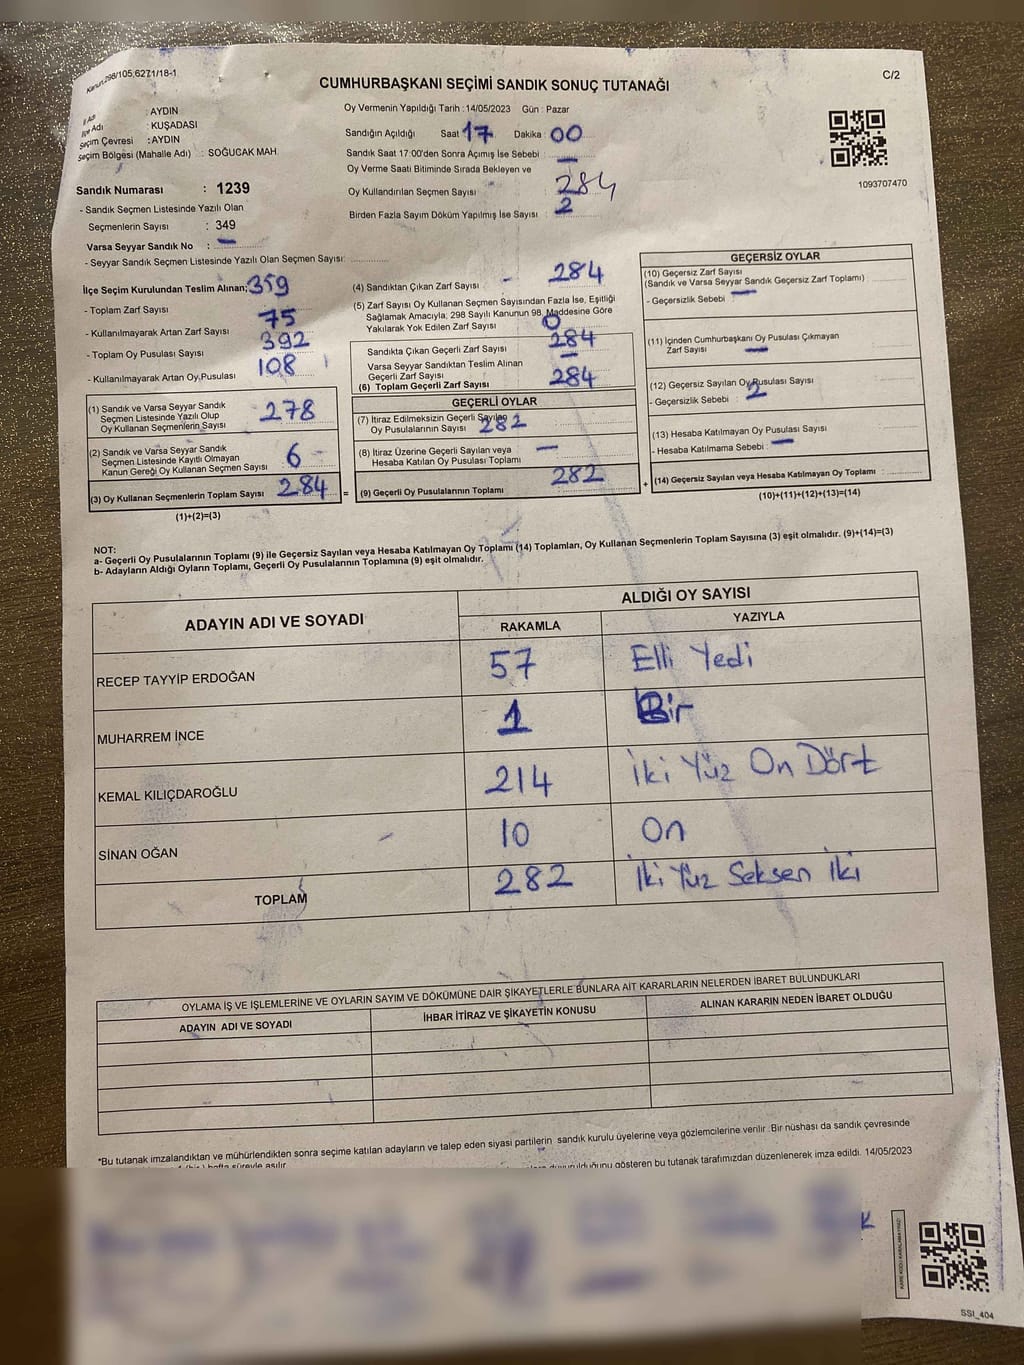 Kanun:298/105,6271/18-1
C/2
CUMHURBAŞKANI SEÇİMİ SANDIK SONUÇ TUTANAĞI
İl Adı : AYDIN
İlçe Adı : KUŞADASI
Seçim Çevresi : AYDIN
Seçim Bölgesi (Mahalle Adı) : SOĞUCAK MAH.
Oy Vermenin Yapıldığı Tarih : 14/05/2023 Gün : Pazar
Sandığın Açıldığı Saat 17 Dakika : 00
Sandık Saat 17:00'den Sonra Açımış İse Sebebi : —
Oy Verme Saati Bitiminde Sırada Bekleyen ve
Oy Kullandırılan Seçmen Sayısı : 284
Birden Fazla Sayım Döküm Yapılmış İse Sayısı : 2
1093707470
Sandık Numarası : 1239
- Sandık Seçmen Listesinde Yazılı Olan
Seçmenlerin Sayısı : 349
Varsa Seyyar Sandık No : —
- Seyyar Sandık Seçmen Listesinde Yazılı Olan Seçmen Sayısı:
İlçe Seçim Kurulundan Teslim Alınan; 359
- Toplam Zarf Sayısı 75
- Kullanılmayarak Artan Zarf Sayısı 392
- Toplam Oy Pusulası Sayısı 108
- Kullanılmayarak Artan Oy Pusulası
(1) Sandık ve Varsa Seyyar Sandık
Seçmen Listesinde Yazılı Olup
Oy Kullanan Seçmenlerin Sayısı 278
(2) Sandık ve Varsa Seyyar Sandık
Seçmen Listesinde Kayıtlı Olmayan
Kanun Gereği Oy Kullanan Seçmen Sayısı 6 -
(3) Oy Kullanan Seçmenlerin Toplam Sayısı 284
(1)+(2)=(3)
(4) Sandıktan Çıkan Zarf Sayısı - 284
(5) Zarf Sayısı Oy Kullanan Seçmen Sayısından Fazla İse, Eşitliği
Sağlamak Amacıyla; 298 Sayılı Kanunun 98. Maddesine Göre
Yakılarak Yok Edilen Zarf Sayısı 0
Sandıkta Çıkan Geçerli Zarf Sayısı 284
Varsa Seyyar Sandıktan Teslim Alınan
Geçerli Zarf Sayısı —
(6) Toplam Geçerli Zarf Sayısı 284
GEÇERLİ OYLAR
(7) İtiraz Edilmeksizin Geçerli Sayılan
Oy Pusulalarının Sayısı 282
(8) İtiraz Üzerine Geçerli Sayılan veya
Hesaba Katılan Oy Pusulası Toplamı —
= (9) Geçerli Oy Pusulalarının Toplamı 282
GEÇERSİZ OYLAR
(10) Geçersiz Zarf Sayısı
(Sandık ve Varsa Seyyar Sandık Geçersiz Zarf Toplamı)
- Geçersizlik Sebebi : —
(11) İçinden Cumhurbaşkanı Oy Pusulası Çıkmayan
Zarf Sayısı —
(12) Geçersiz Sayılan Oy Pusulası Sayısı
- Geçersizlik Sebebi : 2
(13) Hesaba Katılmayan Oy Pusulası Sayısı
- Hesaba Katılmama Sebebi : —
+ (14) Geçersiz Sayılan veya Hesaba Katılmayan Oy Toplamı :
(10)+(11)+(12)+(13)=(14)
NOT:
a- Geçerli Oy Pusulalarının Toplamı (9) ile Geçersiz Sayılan veya Hesaba Katılmayan Oy Toplamı (14) Toplamları, Oy Kullanan Seçmenlerin Toplam Sayısına (3) eşit olmalıdır. (9)+(14)=(3)
b- Adayların Aldığı Oyların Toplamı, Geçerli Oy Pusulalarının Toplamına (9) eşit olmalıdır.
ADAYIN ADI VE SOYADI ALDIĞI OY SAYISI
RAKAMLA YAZIYLA
RECEP TAYYİP ERDOĞAN 57 Elli Yedi
MUHARREM İNCE 1 Bir
KEMAL KILIÇDAROĞLU 214 İki Yüz On Dört
SİNAN OĞAN 10 On
TOPLAM 282 İki Yüz Seksen İki
OYLAMA İŞ VE İŞLEMLERİNE VE OYLARIN SAYIM VE DÖKÜMÜNE DAİR ŞİKAYETLERLE BUNLARA AİT KARARLARIN NELERDEN İBARET BULUNDUKLARI
ADAYIN ADI VE SOYADI İHBAR İTİRAZ VE ŞİKAYETİN KONUSU ALINAN KARARIN NEDEN İBARET OLDUĞU
*Bu tutanak imzalandıktan ve mühürlendikten sonra seçime katılan adayların ve talep eden siyasi partilerin sandık kurulu üyelerine veya gözlemcilerine verilir. Bir nüshası da sandık çevresinde
(bir) hafta süreyle asılır
duyurulduğunu gösteren bu tutanak tarafımızdan düzenlenerek imza edildi. 14/05/2023
K
SSI_404